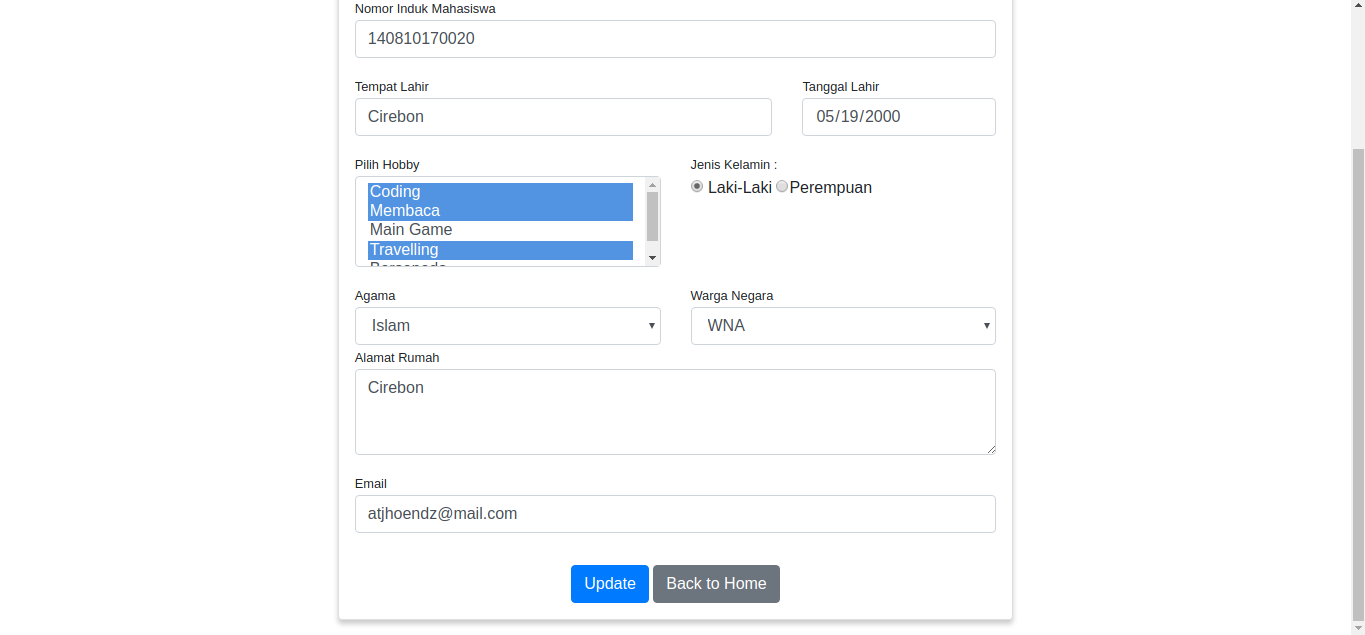 Nomor Induk Mahasiswa
140810170020
Tempat Lahir Tanggal Lahir
Cirebon 05/19/2000
Pilih Hobby Jenis Kelamin :
Coding Laki-Laki Perempuan
Membaca
Main Game
Travelling
Agama Warga Negara
Islam WNA
Alamat Rumah
Cirebon
Email
atjhoendz@mail.com
Update Back to Home